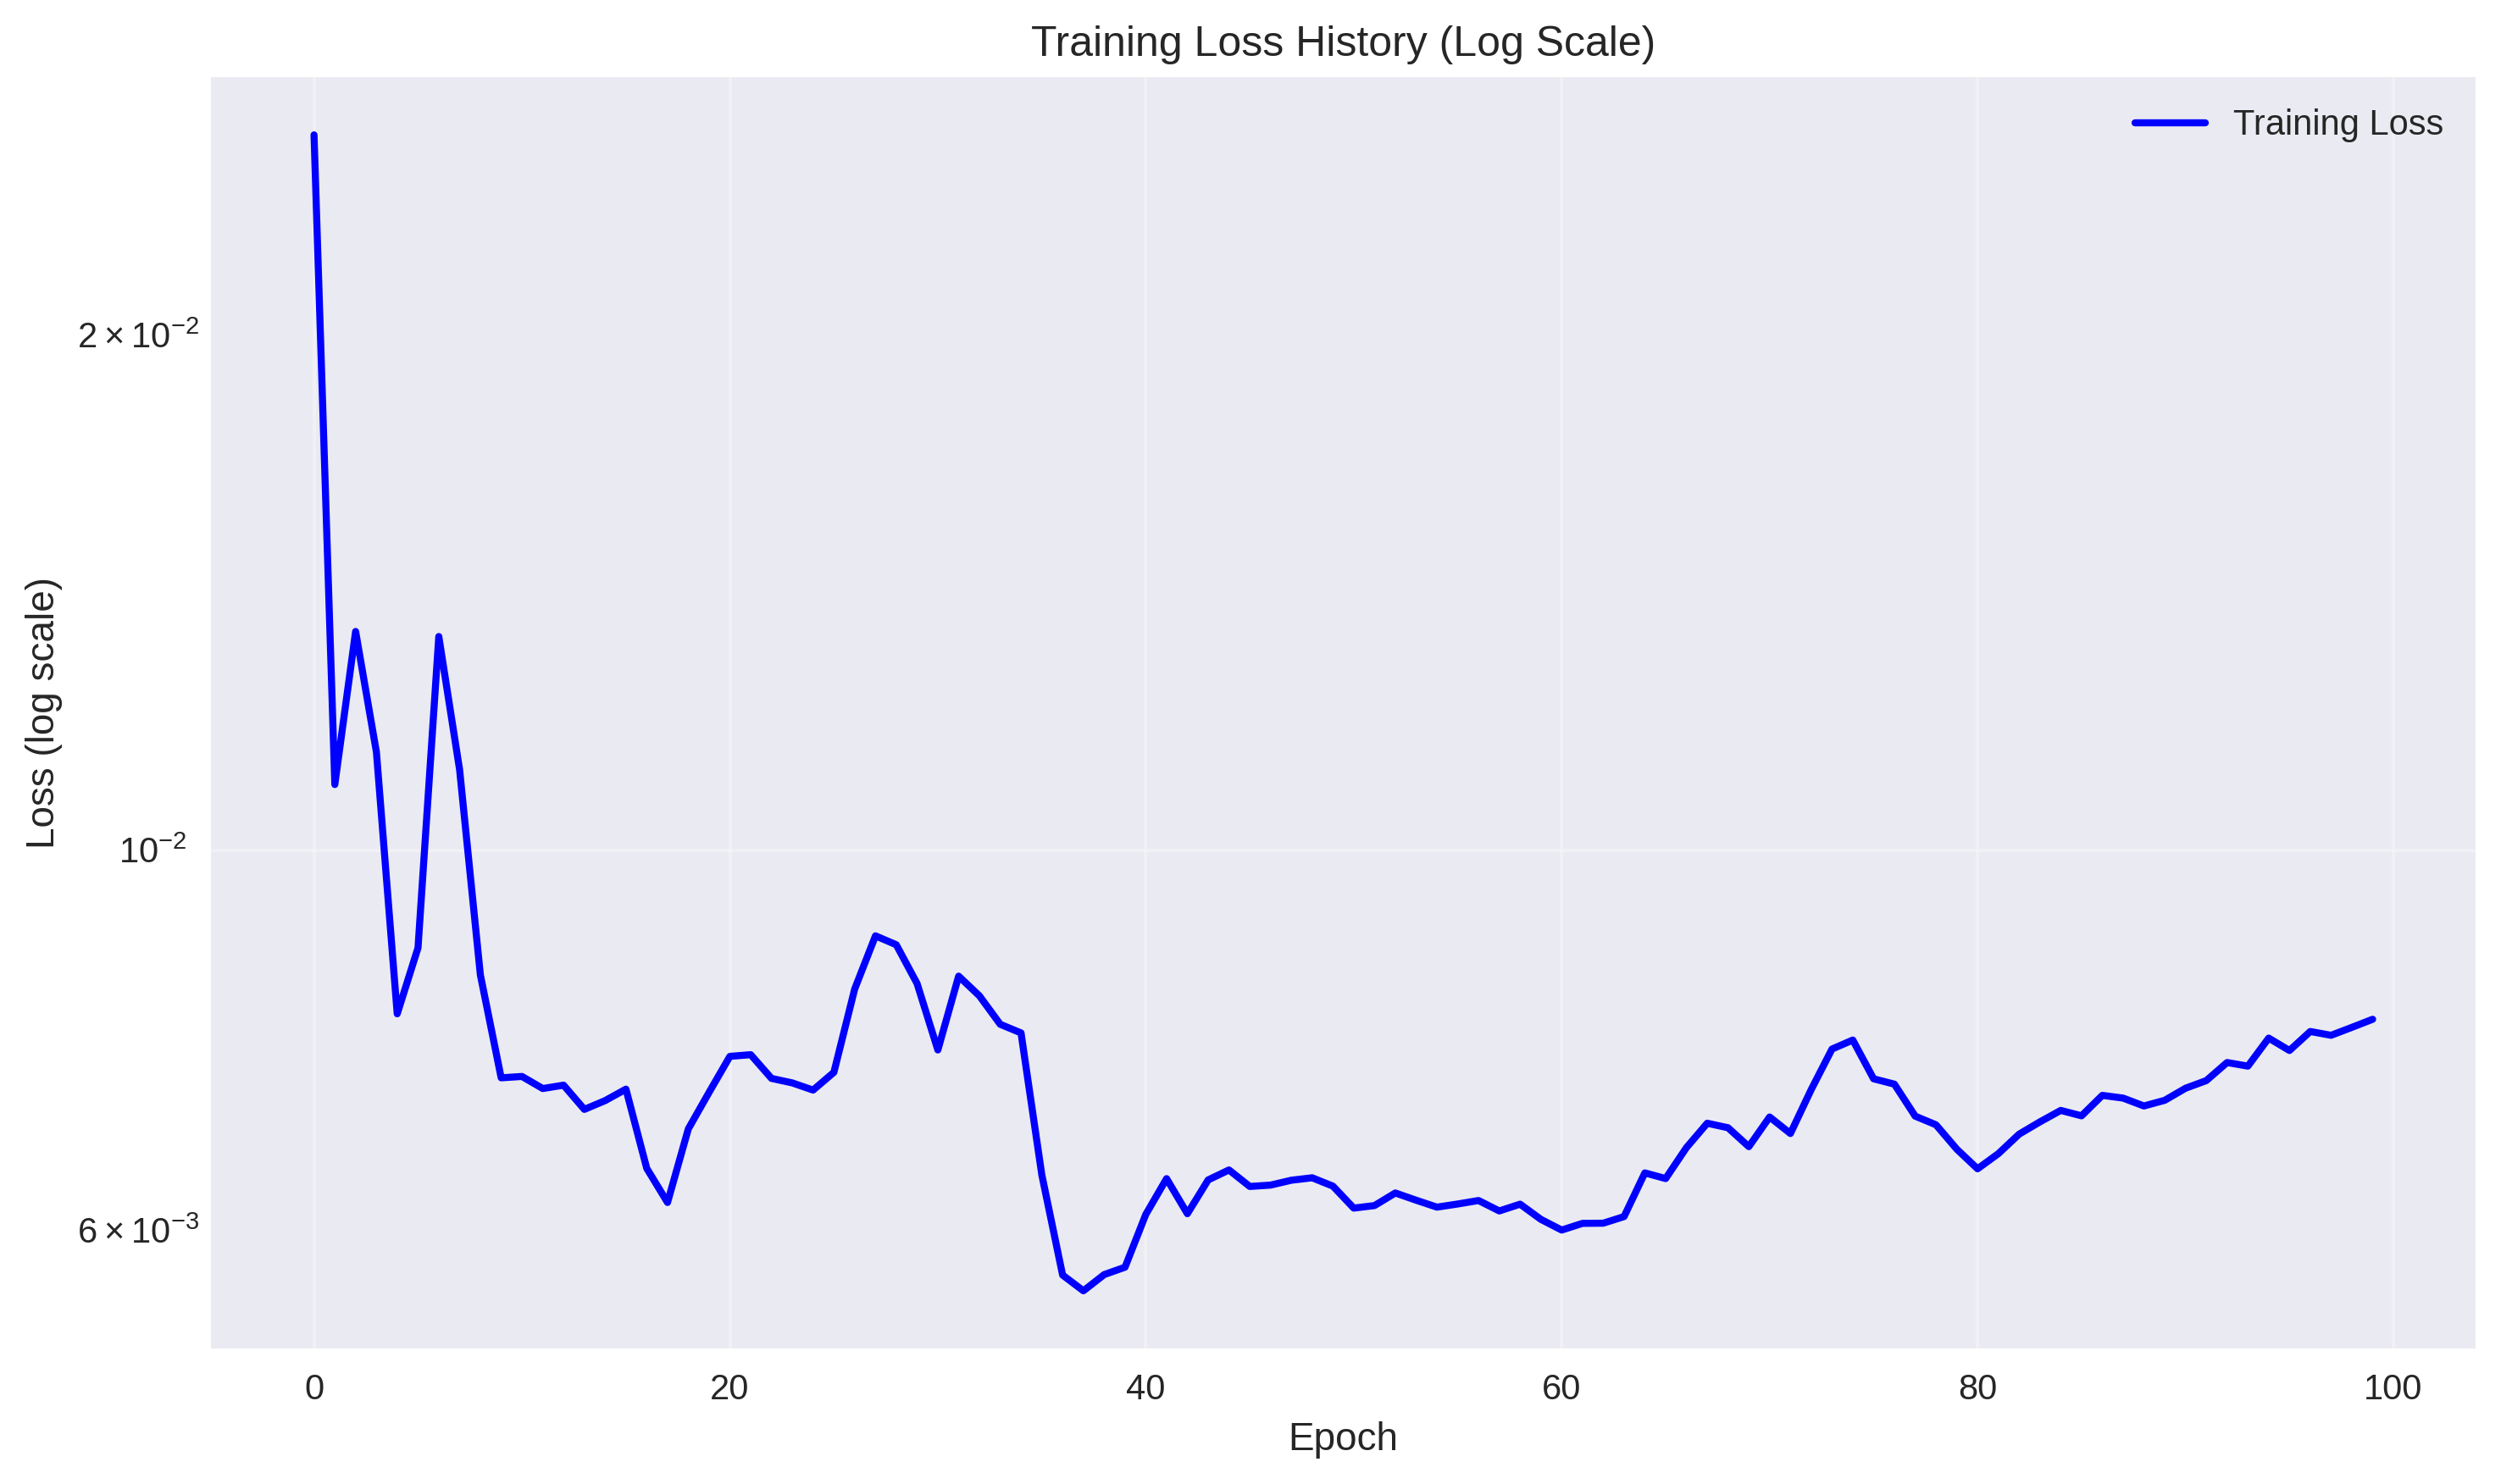 Training Loss History (Log Scale)
Training Loss
Loss (log scale)
2 × 10⁻²
10⁻²
6 × 10⁻³
0 20 40 60 80 100
Epoch